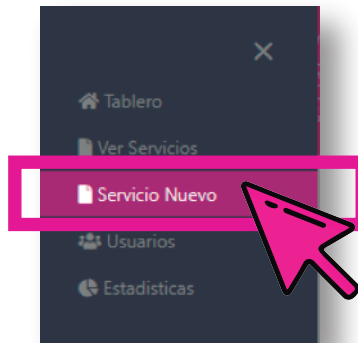 Tablero
Ver Servicios
Servicio Nuevo
Usuarios
Estadisticas